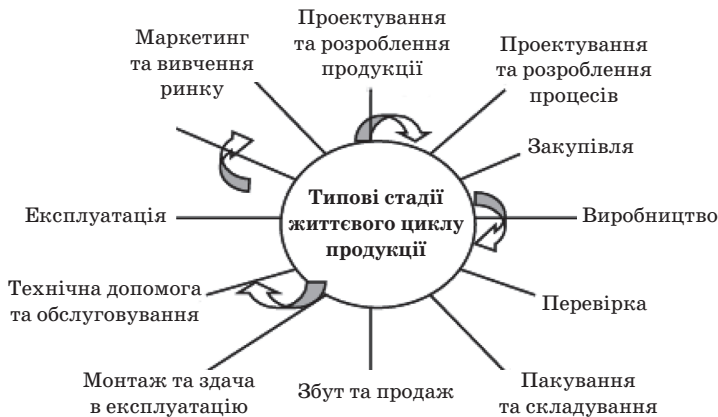 Маркетинг
та вивчення
ринку
Проектування
та розроблення
продукції
Проектування
та розроблення
процесів
Закупівля
Виробництво
Перевірка
Пакування
та складування
Збут та продаж
Монтаж та здача
в експлуатацію
Технічна допомога
та обслуговування
Експлуатація
Типові стадії
життєвого циклу
продукції